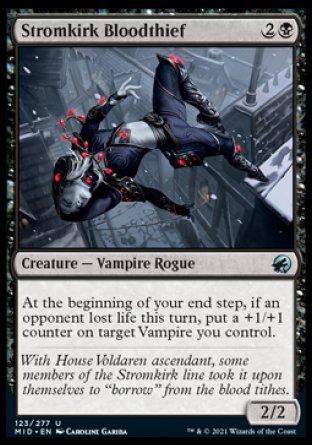 Stromkirk Bloodthief 2
Creature — Vampire Rogue
At the beginning of your end step, if an
opponent lost life this turn, put a +1/+1
counter on target Vampire you control.
With House Voldaren ascendant, some
members of the Stromkirk line took it upon
themselves to “borrow” from the blood tithes.
2/2
123/277 U
MID • EN CAROLINE GARIBA
™ & © 2021 Wizards of the Coast